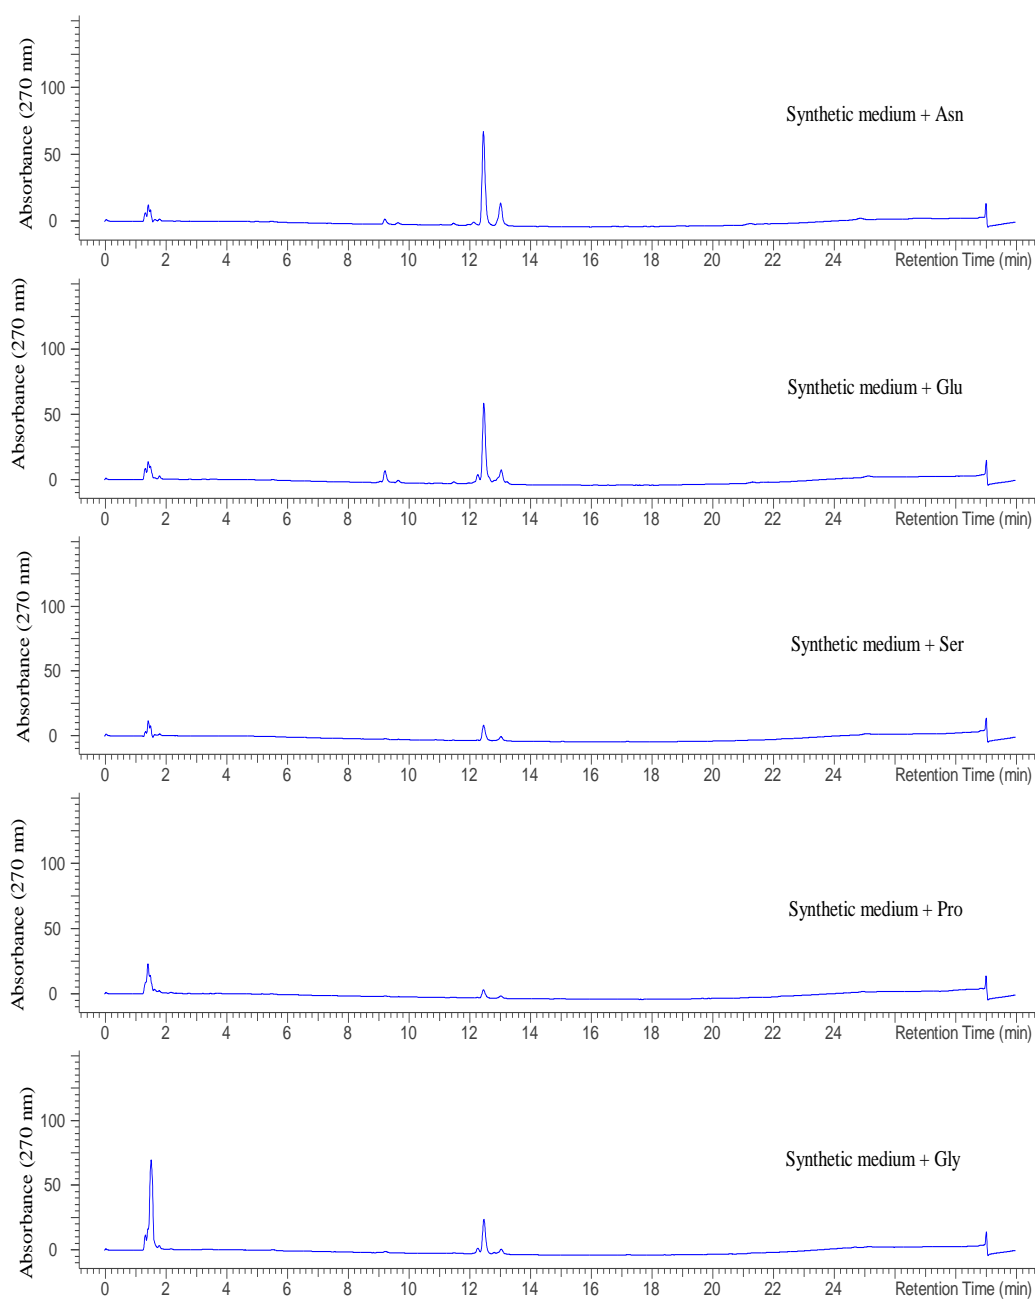 Absorbance (270 nm)
100
50
0
Synthetic medium + Asn
0 2 4 6 8 10 12 14 16 18 20 22 24 Retention Time (min)
Absorbance (270 nm)
100
50
0
Synthetic medium + Glu
0 2 4 6 8 10 12 14 16 18 20 22 24 Retention Time (min)
Absorbance (270 nm)
100
50
0
Synthetic medium + Ser
0 2 4 6 8 10 12 14 16 18 20 22 24 Retention Time (min)
Absorbance (270 nm)
100
50
0
Synthetic medium + Pro
0 2 4 6 8 10 12 14 16 18 20 22 24 Retention Time (min)
Absorbance (270 nm)
100
50
0
Synthetic medium + Gly
0 2 4 6 8 10 12 14 16 18 20 22 24 Retention Time (min)